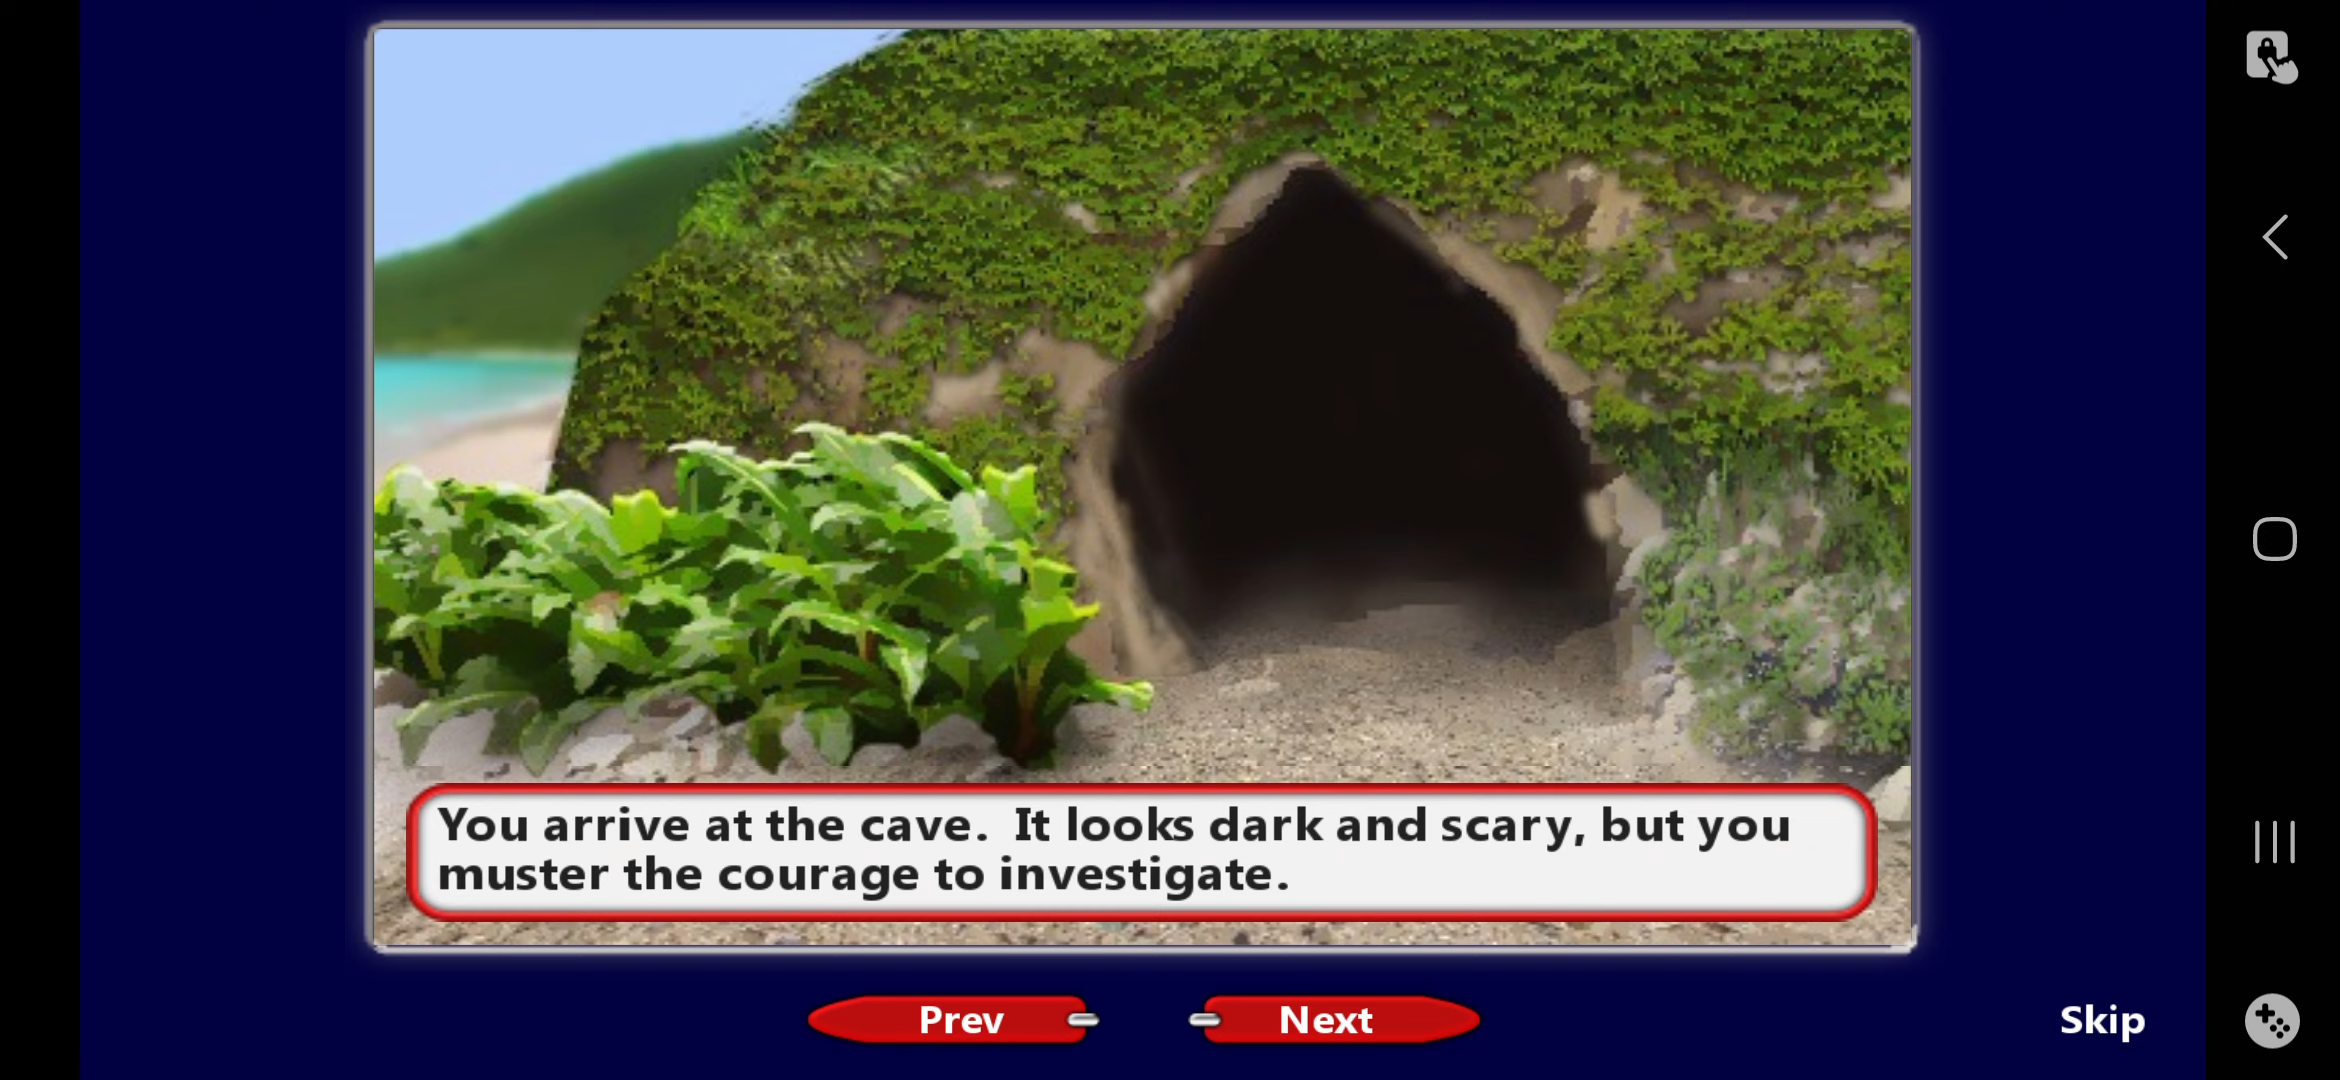 You arrive at the cave.  It looks dark and scary, but you
muster the courage to investigate.
Prev
Next
Skip